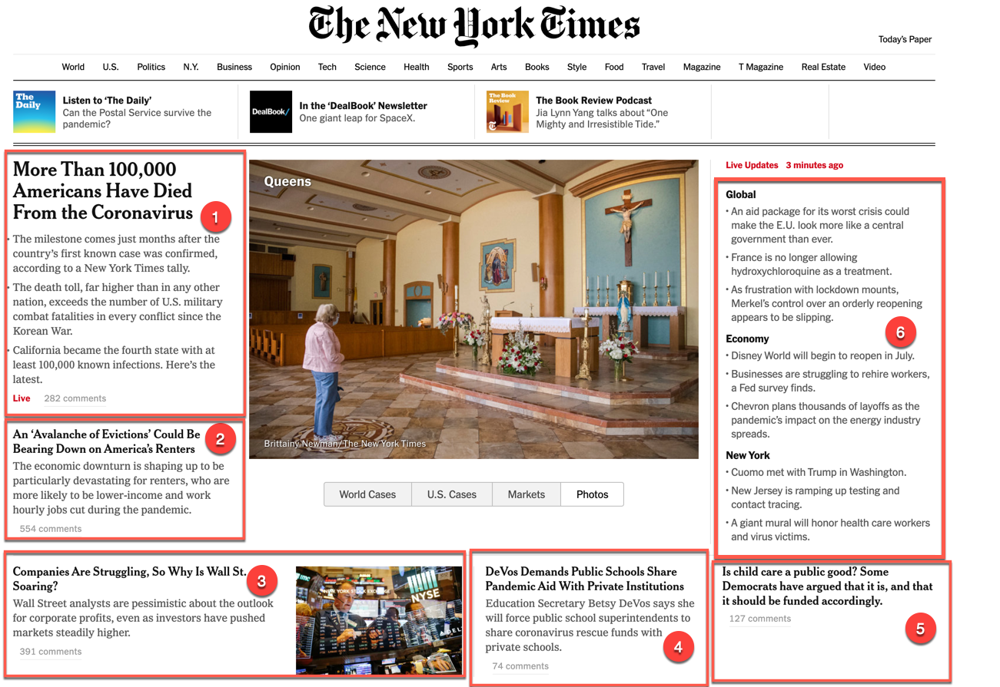 The New York Times
Today's Paper
World U.S. Politics N.Y. Business Opinion Tech Science Health Sports Arts Books Style Food Travel Magazine T Magazine Real Estate Video
The
Daily
Listen to ‘The Daily’
Can the Postal Service survive the
pandemic?
DealBook/
In the ‘DealBook’ Newsletter
One giant leap for SpaceX.
The Book
Review
The Book Review Podcast
Jia Lynn Yang talks about “One
Mighty and Irresistible Tide.”
More Than 100,000
Americans Have Died
From the Coronavirus
1
• The milestone comes just months after the
country’s first known case was confirmed,
according to a New York Times tally.
• The death toll, far higher than in any other
nation, exceeds the number of U.S. military
combat fatalities in every conflict since the
Korean War.
• California became the fourth state with at
least 100,000 known infections. Here’s the
latest.
Live 282 comments
An ‘Avalanche of Evictions’ Could Be
Bearing Down on America’s Renters
2
The economic downturn is shaping up to be
particularly devastating for renters, who are
more likely to be lower-income and work
hourly jobs cut during the pandemic.
554 comments
Queens
Brittainy Newman/The New York Times
World Cases U.S. Cases Markets Photos
Live Updates 3 minutes ago
Global
• An aid package for its worst crisis could
make the E.U. look more like a central
government than ever.
• France is no longer allowing
hydroxychloroquine as a treatment.
• As frustration with lockdown mounts,
Merkel’s control over an orderly reopening
appears to be slipping.
6
Economy
• Disney World will begin to reopen in July.
• Businesses are struggling to rehire workers,
a Fed survey finds.
• Chevron plans thousands of layoffs as the
pandemic’s impact on the energy industry
spreads.
New York
• Cuomo met with Trump in Washington.
• New Jersey is ramping up testing and
contact tracing.
• A giant mural will honor health care workers
and virus victims.
Companies Are Struggling, So Why Is Wall St.
Soaring?
3
Wall Street analysts are pessimistic about the outlook
for corporate profits, even as investors have pushed
markets steadily higher.
391 comments
NEW YORK STOCK EXCHANGE
NYSE
DeVos Demands Public Schools Share
Pandemic Aid With Private Institutions
Education Secretary Betsy DeVos says she
will force public school superintendents to
share coronavirus rescue funds with
private schools.
4
74 comments
Is child care a public good? Some
Democrats have argued that it is, and that
it should be funded accordingly.
127 comments
5